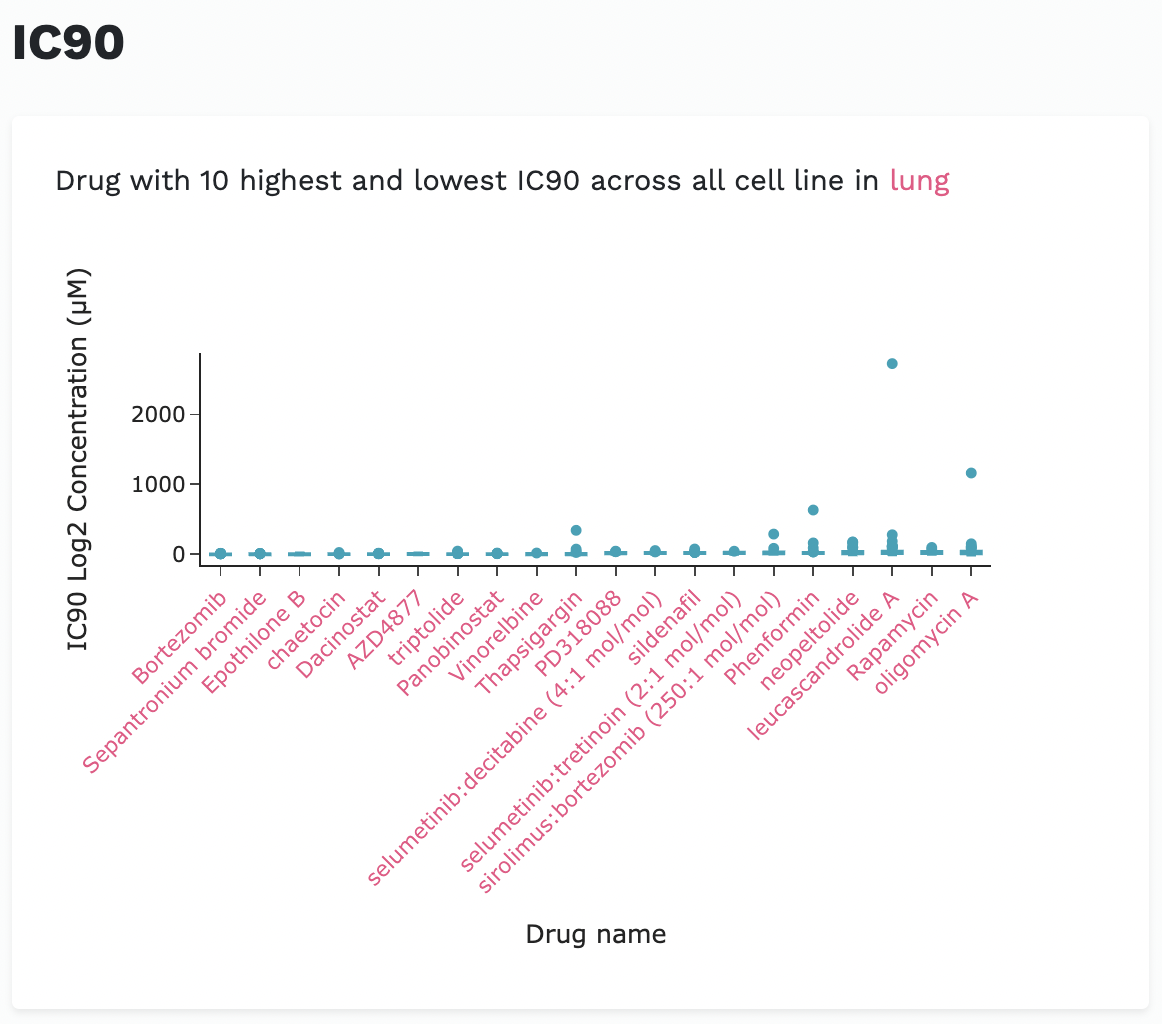 IC90
Drug with 10 highest and lowest IC90 across all cell line in lung
IC90 Log2 Concentration (μM)
2000
1000
0
Bortezomib
Sepantronium bromide
Epothilone B
chaetocin
Dacinostat
AZD4877
triptolide
Panobinostat
Vinorelbine
Thapsigargin
PD318088
selumetinib:decitabine (4:1 mol/mol)
sildenafil
selumetinib:tretinoin (2:1 mol/mol)
sirolimus:bortezomib (250:1 mol/mol)
Phenformin
neopeltolide
leucascandrolide A
Rapamycin
oligomycin A
Drug name